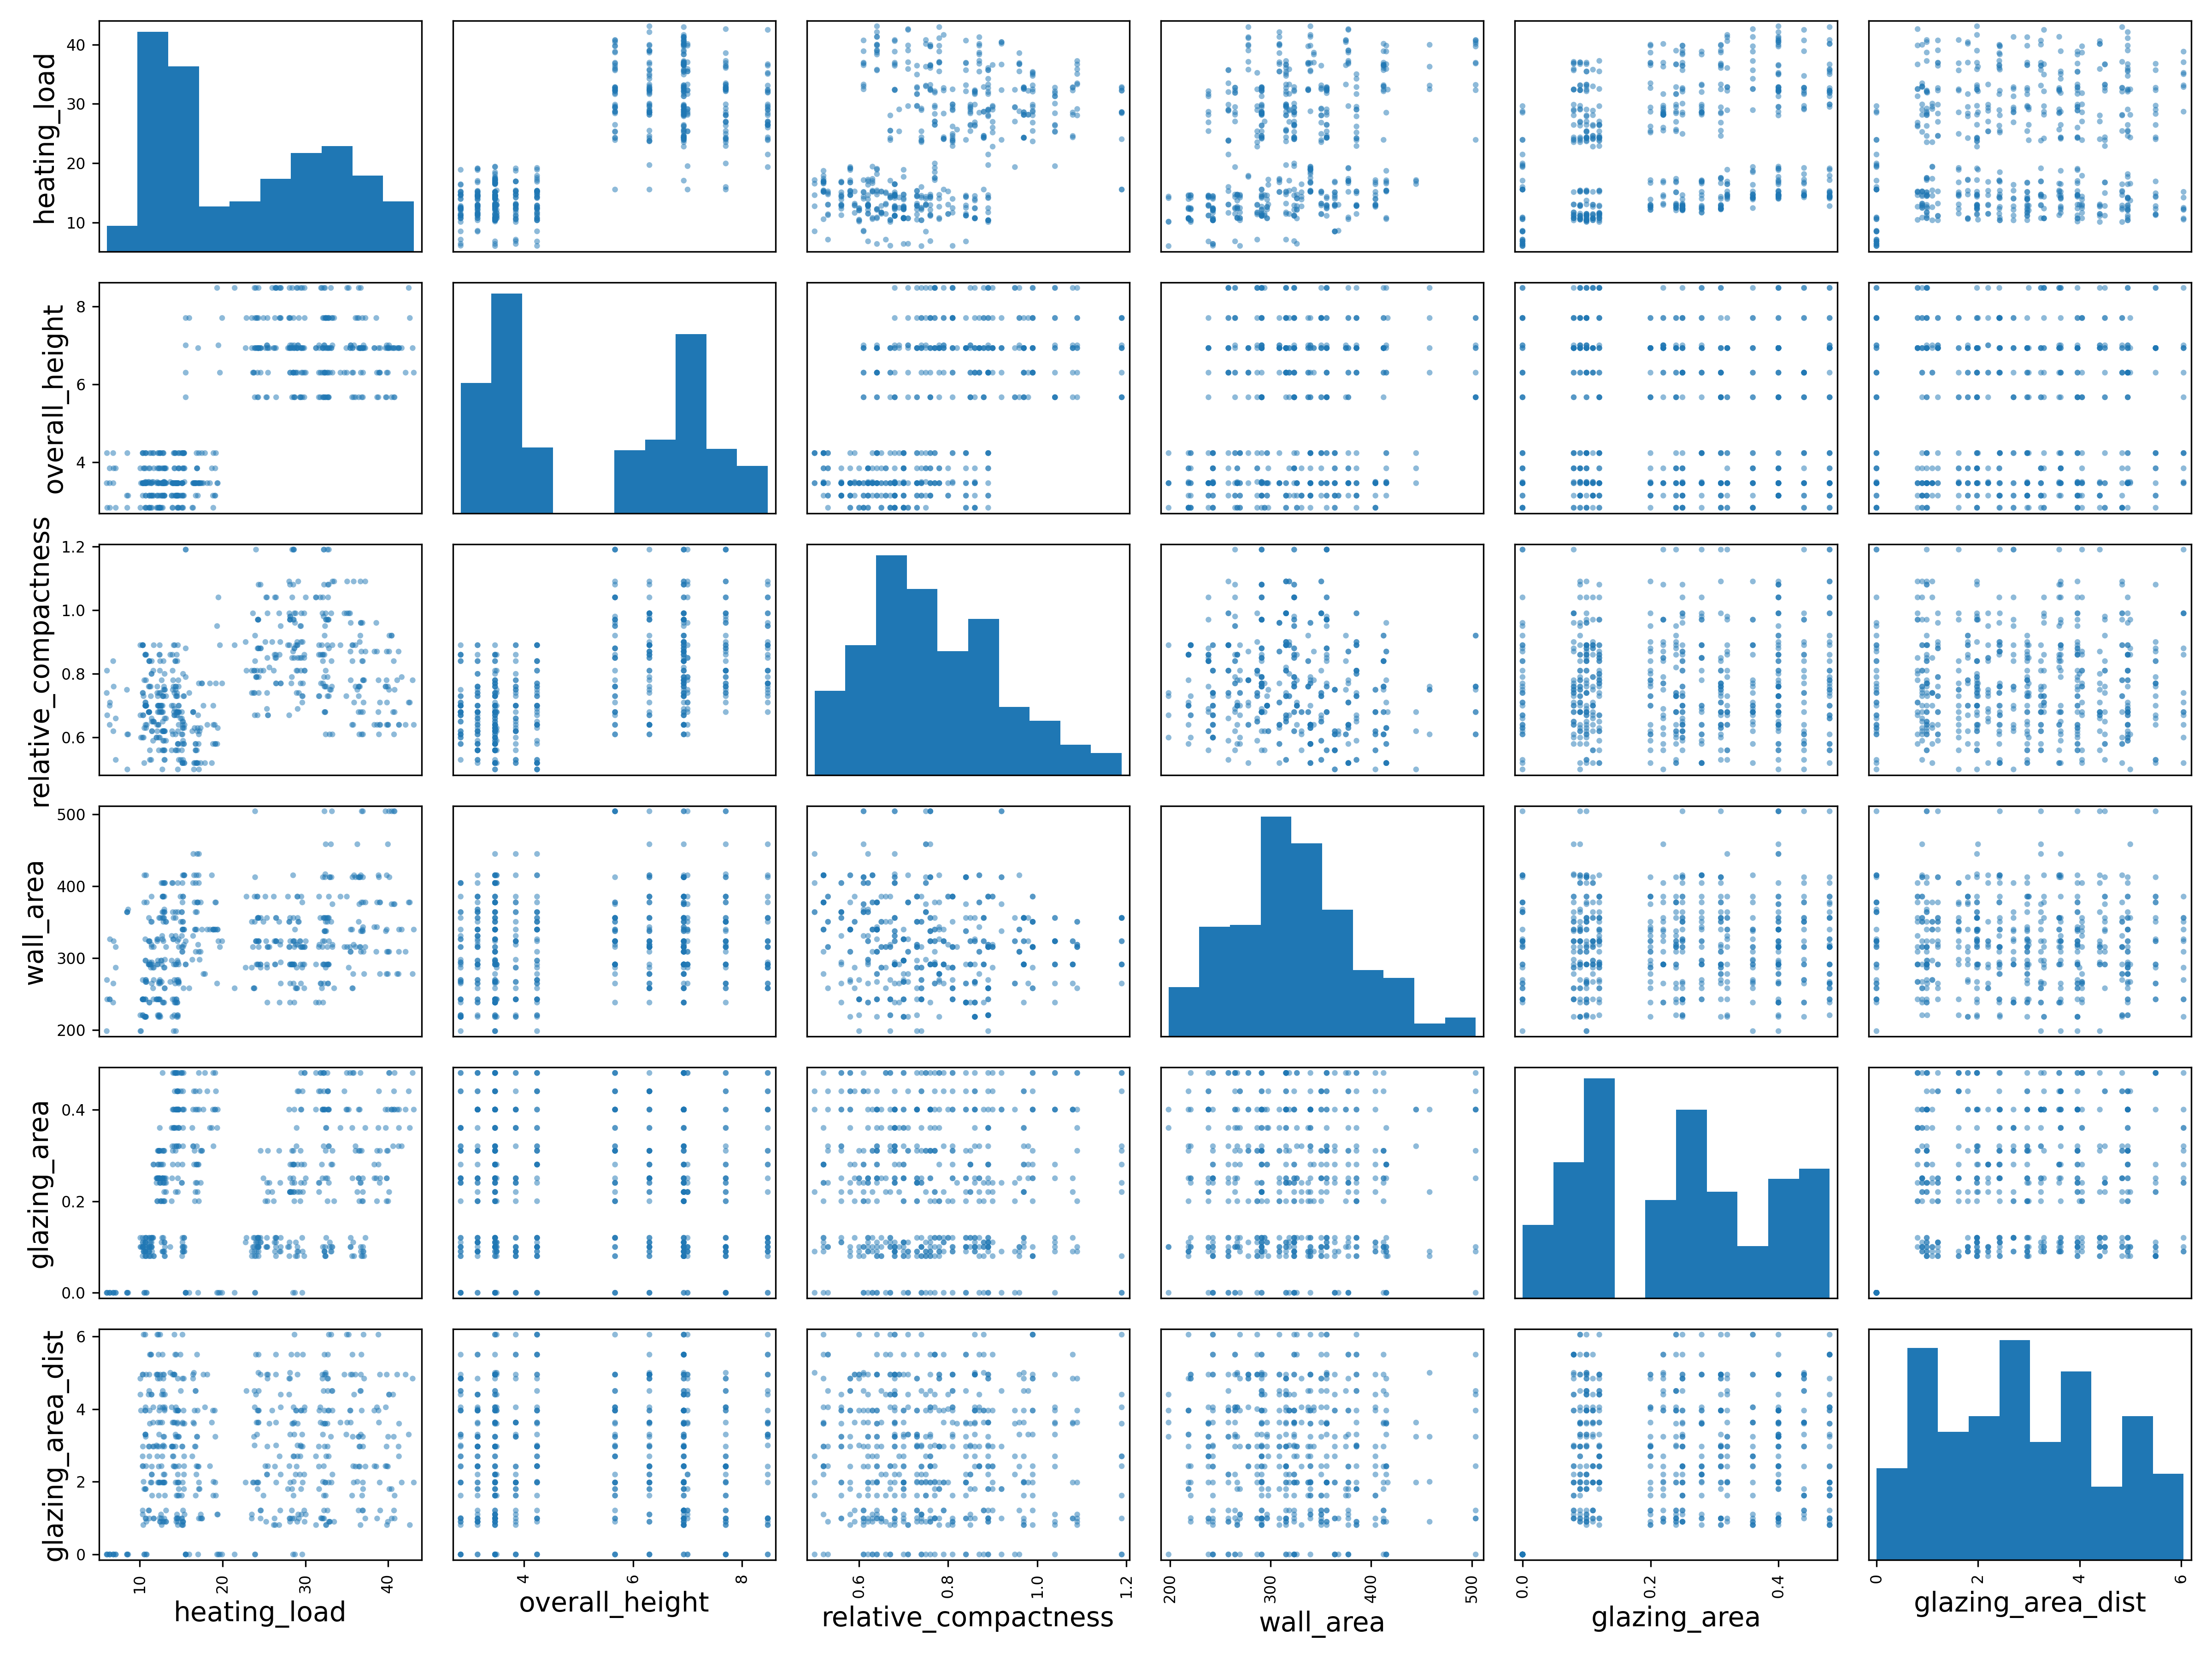 heating_load
40
30
20
10
overall_height
8
6
4
relative_compactness
1.2
1.0
0.8
0.6
wall_area
500
400
300
200
glazing_area
0.4
0.2
0.0
glazing_area_dist
6
4
2
0
10 20 30 40
4 6 8
0.6 0.8 1.0 1.2
200 300 400 500
0.0 0.2 0.4
0 2 4 6
heating_load overall_height relative_compactness wall_area glazing_area glazing_area_dist